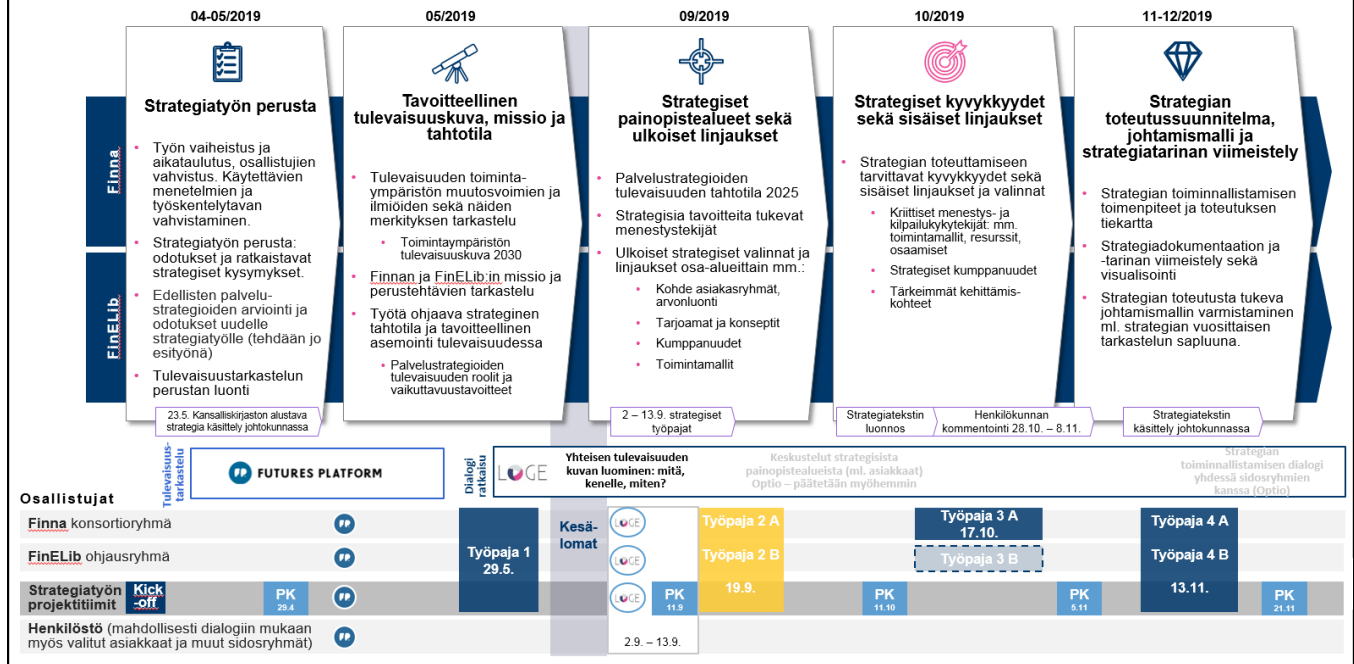 04-05/2019
05/2019
09/2019
10/2019
11-12/2019
Finna
FinELib
Strategiatyön perusta
• Työn vaiheistus ja
aikataulutus, osallistujien
vahvistus. Käytettävien
menetelmien ja
työskentelytavan
vahvistaminen.
• Strategiatyön perusta:
odotukset ja ratkaistavat
strategiset kysymykset.
• Edellisten palvelu-
strategioiden arviointi ja
odotukset uudelle
strategiatyölle (tehdään jo
esityönä)
• Tulevaisuustarkastelun
perustan luonti
23.5. Kansalliskirjaston alustava
strategia käsittely johtokunnassa
Tavoitteellinen
tulevaisuuskuva, missio ja
tahtotila
• Tulevaisuuden toiminta-
ympäristön muutosvoimien ja
ilmiöiden sekä näiden
merkityksen tarkastelu
• Toimintaympäristön
tulevaisuuskuva 2030
• Finnan ja FinELib:in missio ja
perustehtävien tarkastelu
• Työtä ohjaava strateginen
tahtotila ja tavoitteellinen
asemointi tulevaisuudessa
• Palvelustrategioiden
tulevaisuuden roolit ja
vaikuttavuustavoitteet
Strategiset
painopistealueet sekä
ulkoiset linjaukset
• Palvelustrategioiden
tulevaisuuden tahtotila 2025
• Strategisia tavoitteita tukevat
menestystekijät
• Ulkoiset strategiset valinnat ja
linjaukset osa-alueittain mm.:
• Kohde asiakasryhmät,
arvonluonti
• Tarjoamat ja konseptit
• Kumppanuudet
• Toimintamallit
2 – 13.9. strategiset
työpajat
Strategiset kyvykkyydet
sekä sisäiset linjaukset
• Strategian toteuttamiseen
tarvittavat kyvykkyydet sekä
sisäiset linjaukset ja valinnat
• Kriittiset menestys- ja
kilpailukykytekijät: mm.
toimintamallit, resurssit,
osaamiset
• Strategiset kumppanuudet
• Tärkeimmät kehittämis-
kohteet
Strategiatekstin
luonnos
Henkilökunnan
kommentointi 28.10. – 8.11.
Strategian
toteutussuunnitelma,
johtamismalli ja
strategiatarinan viimeistely
• Strategian toiminnallistamisen
toimenpiteet ja toteutuksen
tiekartta
• Strategiadokumentaation ja
-tarinan viimeistely sekä
visualisointi
• Strategian toteutusta tukeva
johtamismallin varmistaminen
ml. strategian vuosittaisen
tarkastelun sapluuna.
Strategiatekstin
käsittely johtokunnassa
Tulevaisuus-
tarkastelu
FP FUTURES PLATFORM
Dialogi
ratkaisu
LOGE
Yhteisen tulevaisuuden
kuvan luominen: mitä,
kenelle, miten?
Keskustelut strategisista
painopistealueista (ml. asiakkaat)
Optio – päätetään myöhemmin
Strategian
toiminnallistamisen dialogi
yhdessä sidosryhmien
kanssa (Optio)
Osallistujat
Finna konsortioryhmä
FP
Työpaja 1
29.5.
Kesä-
lomat
LOGE
Työpaja 2 A
Työpaja 3 A
17.10.
Työpaja 4 A
FinELib ohjausryhmä
FP
LOGE
Työpaja 2 B
19.9.
Työpaja 3 B
Työpaja 4 B
13.11.
Strategiatyön
projektitiimit
Kick
-off
PK
29.4
FP
LOGE
PK
11.9
PK
11.10
PK
5.11
PK
21.11
Henkilöstö (mahdollisesti dialogiin mukaan
myös valitut asiakkaat ja muut sidosryhmät)
FP
2.9. – 13.9.